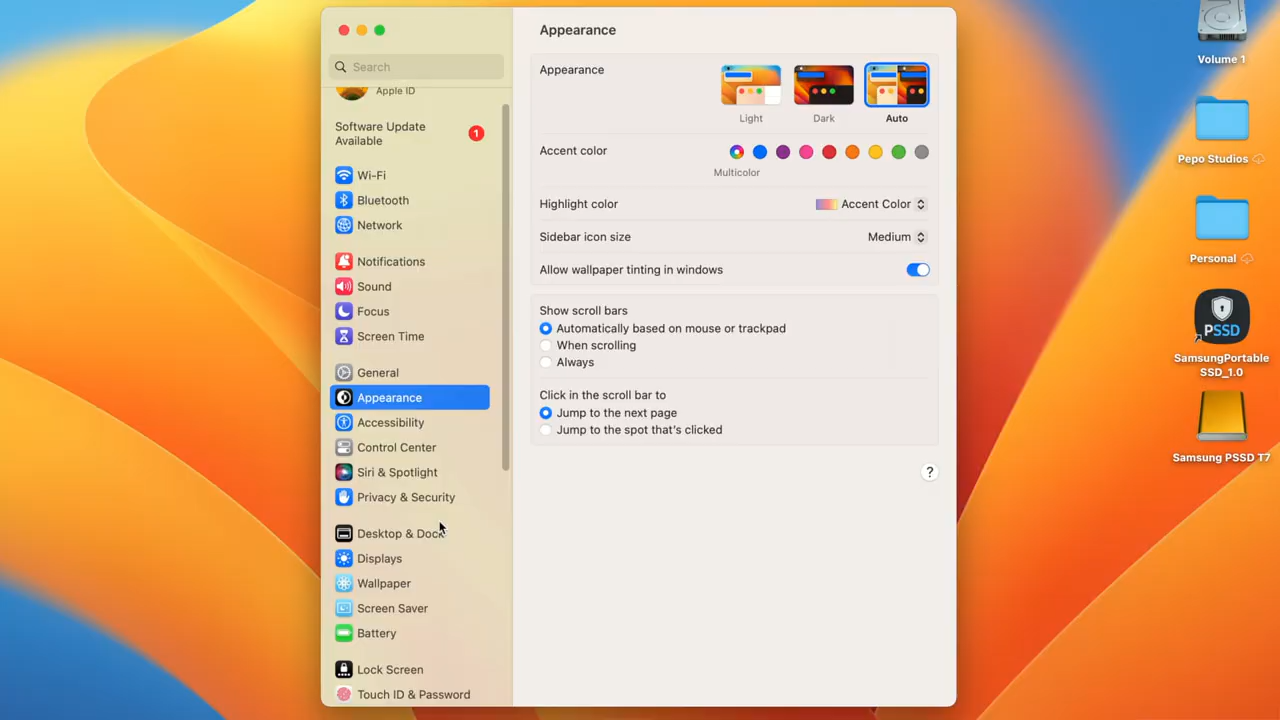 Search
Apple ID
Software Update
Available
1
Wi-Fi
Bluetooth
Network
Notifications
Sound
Focus
Screen Time
General
Appearance
Accessibility
Control Center
Siri & Spotlight
Privacy & Security
Desktop & Dock
Displays
Wallpaper
Screen Saver
Battery
Lock Screen
Touch ID & Password
Appearance
Appearance
Light
Dark
Auto
Accent color
Multicolor
Highlight color
Accent Color
Sidebar icon size
Medium
Allow wallpaper tinting in windows
Show scroll bars
Automatically based on mouse or trackpad
When scrolling
Always
Click in the scroll bar to
Jump to the next page
Jump to the spot that's clicked
?
Volume 1
Pepo Studios
Personal
PSSD
SamsungPortable
SSD_1.0
Samsung PSSD T7